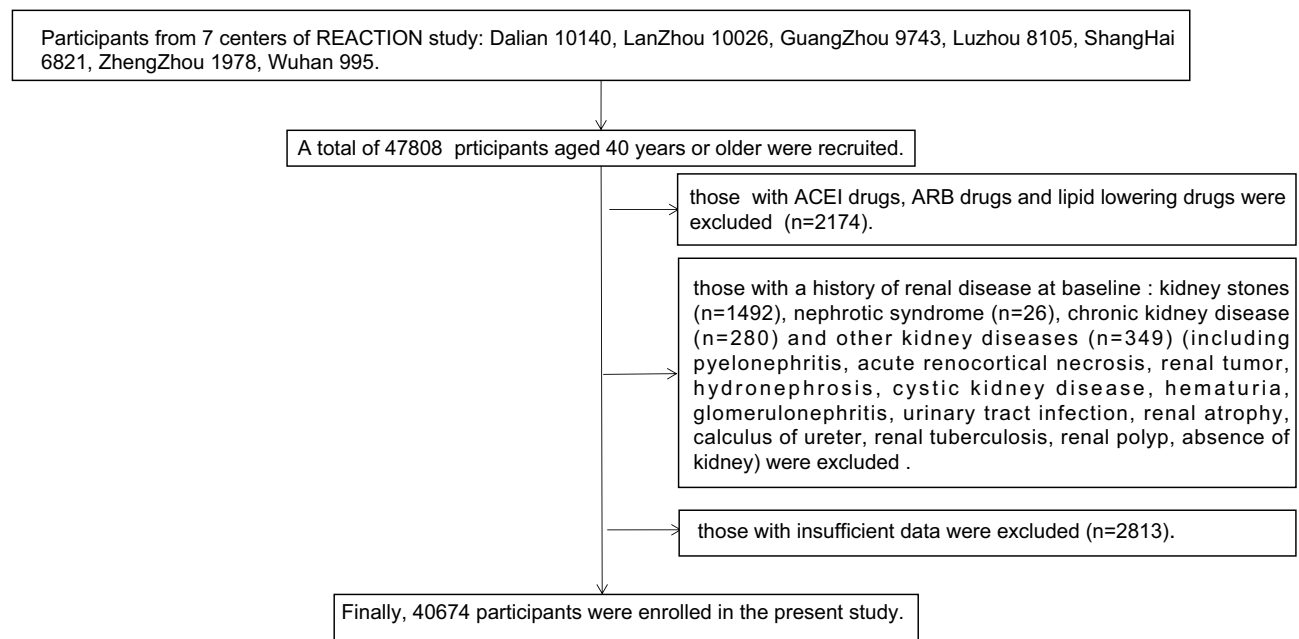 Participants from 7 centers of REACTION study: Dalian 10140, LanZhou 10026, GuangZhou 9743, Luzhou 8105, ShangHai
6821, ZhengZhou 1978, Wuhan 995.
A total of 47808 prticipants aged 40 years or older were recruited.
those with ACEI drugs, ARB drugs and lipid lowering drugs were
excluded (n=2174).
those with a history of renal disease at baseline : kidney stones
(n=1492), nephrotic syndrome (n=26), chronic kidney disease
(n=280) and other kidney diseases (n=349) (including
pyelonephritis, acute renocortical necrosis, renal tumor,
hydronephrosis, cystic kidney disease, hematuria,
glomerulonephritis, urinary tract infection, renal atrophy,
calculus of ureter, renal tuberculosis, renal polyp, absence of
kidney) were excluded .
those with insufficient data were excluded (n=2813).
Finally, 40674 participants were enrolled in the present study.